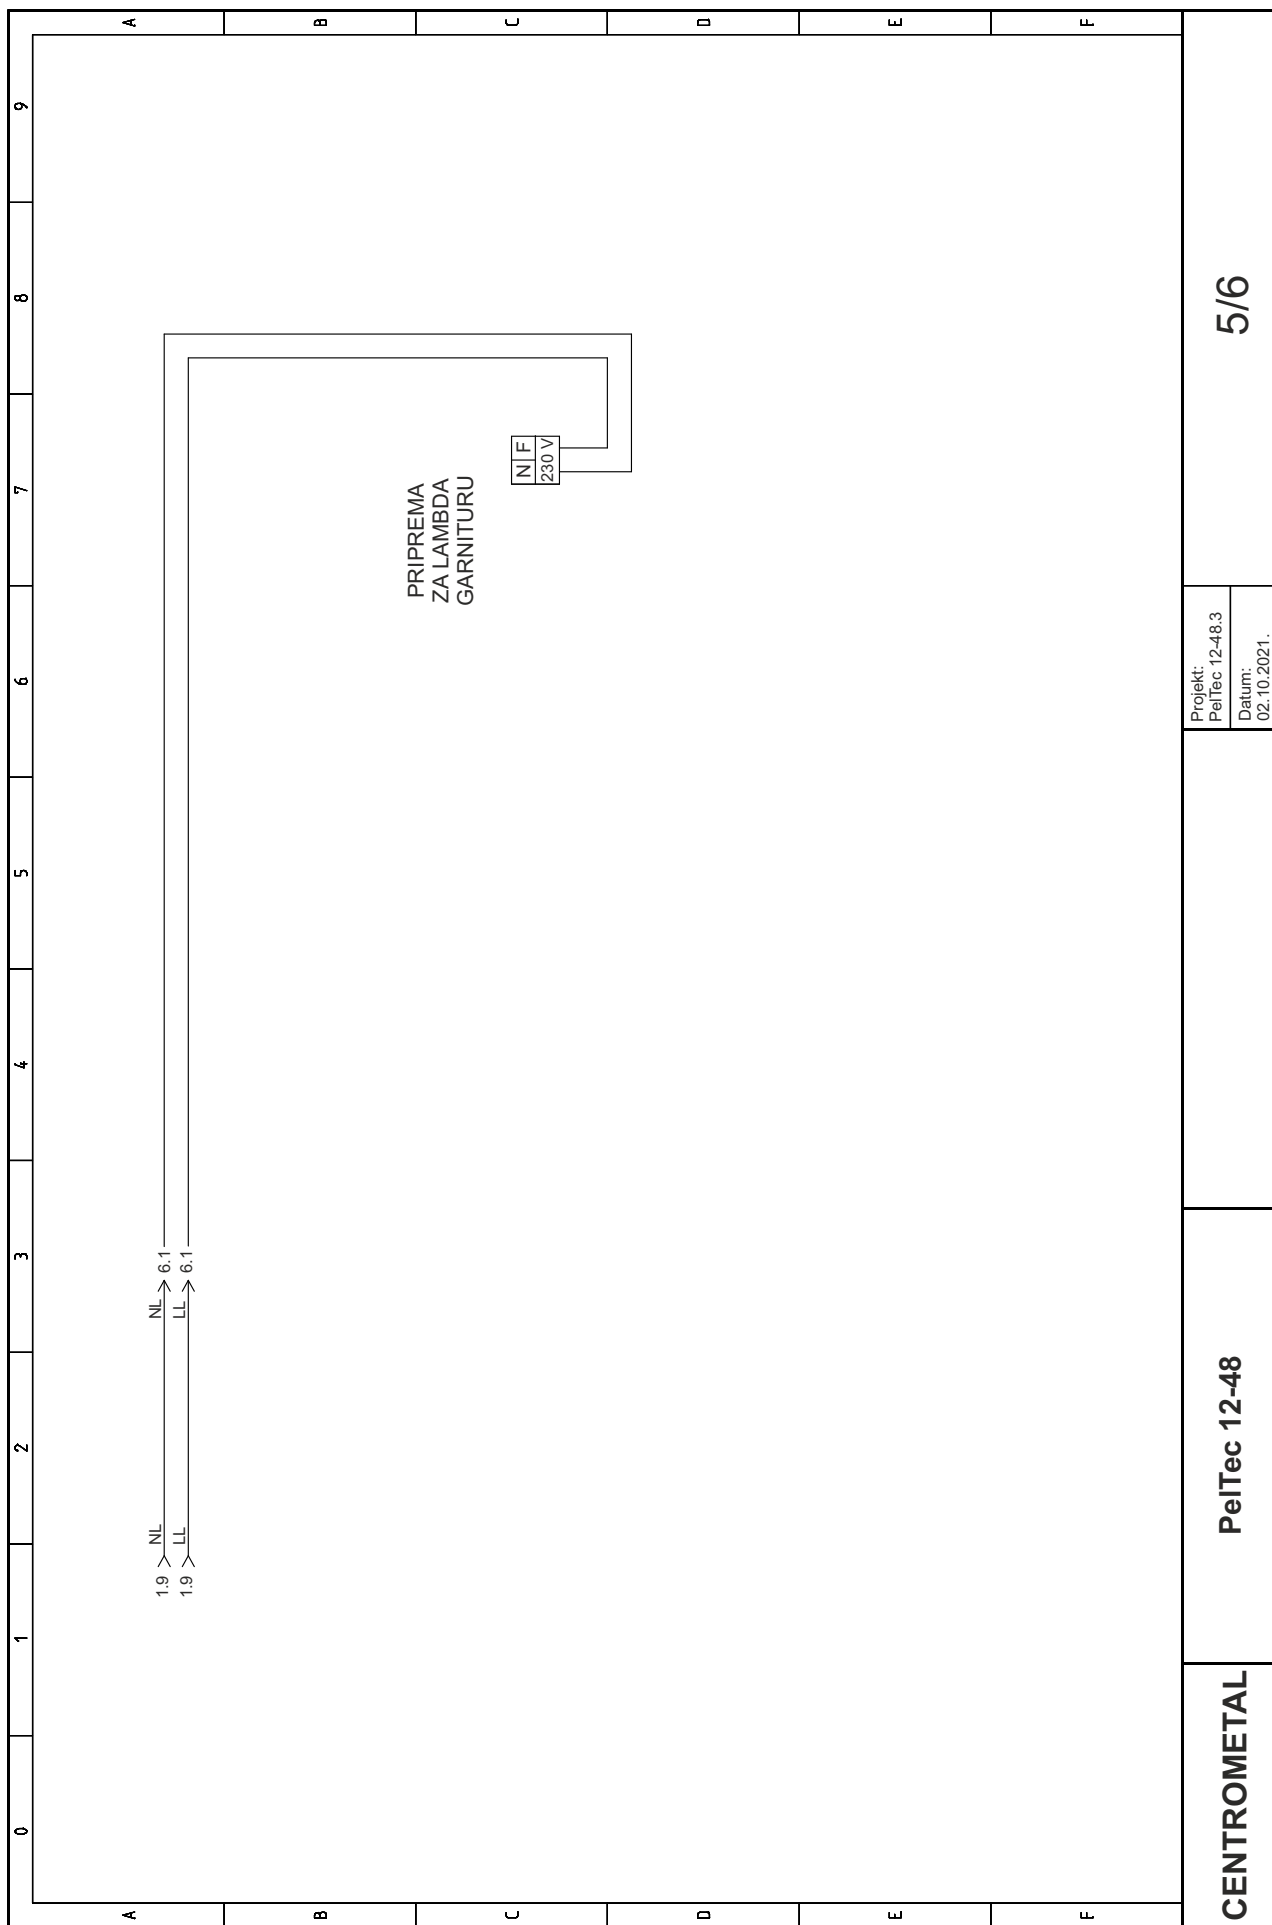 0 1 2 3 4 5 6 7 8 9
A
A
B
B
C
C
D
D
E
E
F
F
1.9 NL NL 6.1
1.9 LL LL 6.1
PRIPREMA
ZA LAMBDA
GARNITURU
N F
230 V
CENTROMETAL
PelTec 12-48
Projekt:
PelTec 12-48.3
Datum:
02.10.2021.
5/6